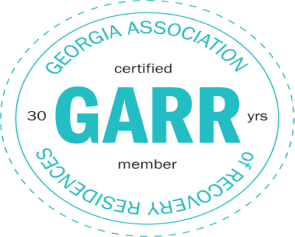 GEORGIA ASSOCIATION
certified
30 GARR yrs
member
of RECOVERY RESIDENCES